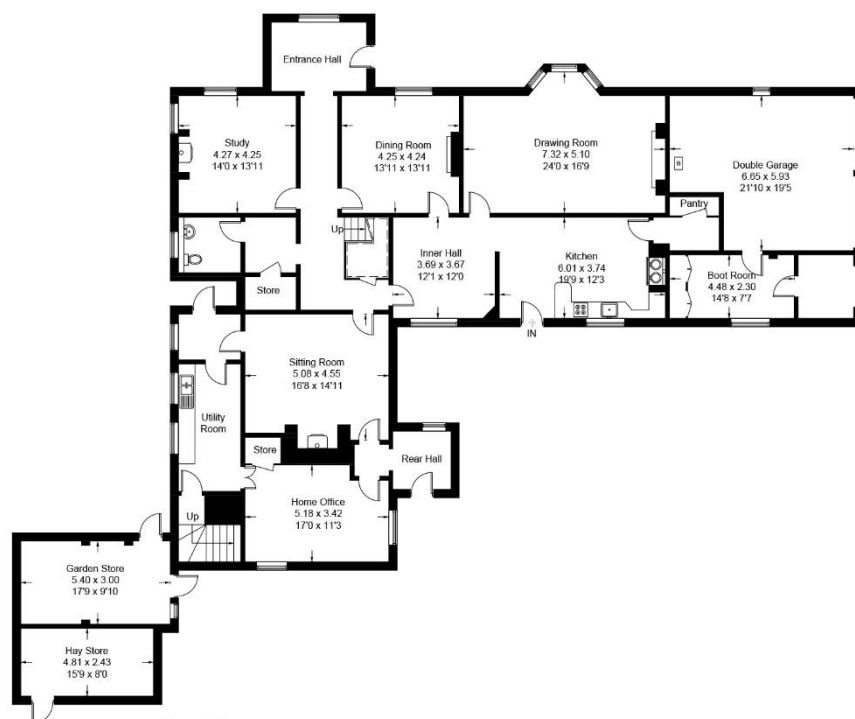 Entrance Hall
Study
4.27 x 4.25
14'0 x 13'11
Dining Room
4.25 x 4.24
13'11 x 13'11
Drawing Room
7.32 x 5.10
24'0 x 16'9
Double Garage
6.65 x 5.93
21'10 x 19'5
Pantry
Up
Inner Hall
3.69 x 3.67
12'1 x 12'0
Kitchen
6.01 x 3.74
19'9 x 12'3
Boot Room
4.48 x 2.30
14'8 x 7'7
Store
IN
Sitting Room
5.08 x 4.55
16'8 x 14'11
Utility
Room
Store
Rear Hall
Home Office
5.18 x 3.42
17'0 x 11'3
Up
Garden Store
5.40 x 3.00
17'9 x 9'10
Hay Store
4.81 x 2.43
15'9 x 8'0